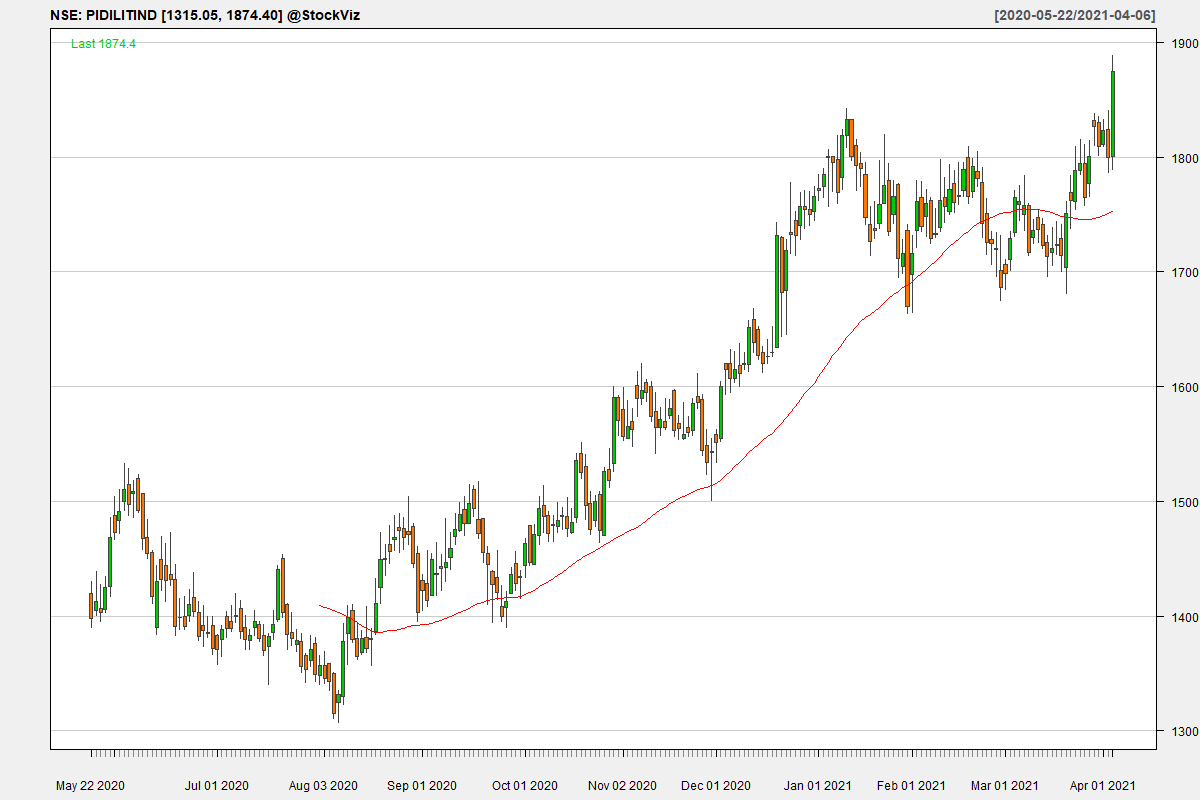 NSE: PIDILITIND [1315.05, 1874.40] @StockViz [2020-05-22/2021-04-06]
Last 1874.4
1900
1800
1700
1600
1500
1400
1300
May 22 2020 Jul 01 2020 Aug 03 2020 Sep 01 2020 Oct 01 2020 Nov 02 2020 Dec 01 2020 Jan 01 2021 Feb 01 2021 Mar 01 2021 Apr 01 2021